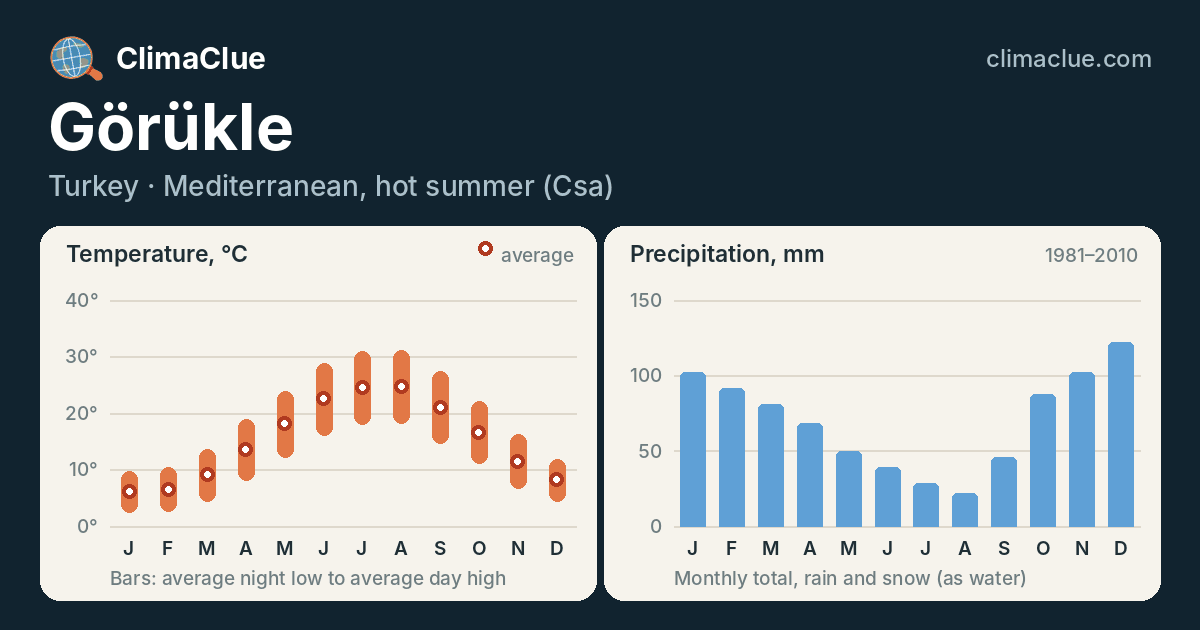 ClimaClue
climaclue.com
Görükle
Turkey · Mediterranean, hot summer (Csa)
Temperature, °C
average
40°
30°
20°
10°
0°
J F M A M J J A S O N D
Bars: average night low to average day high
Precipitation, mm
1981–2010
150
100
50
0
J F M A M J J A S O N D
Monthly total, rain and snow (as water)